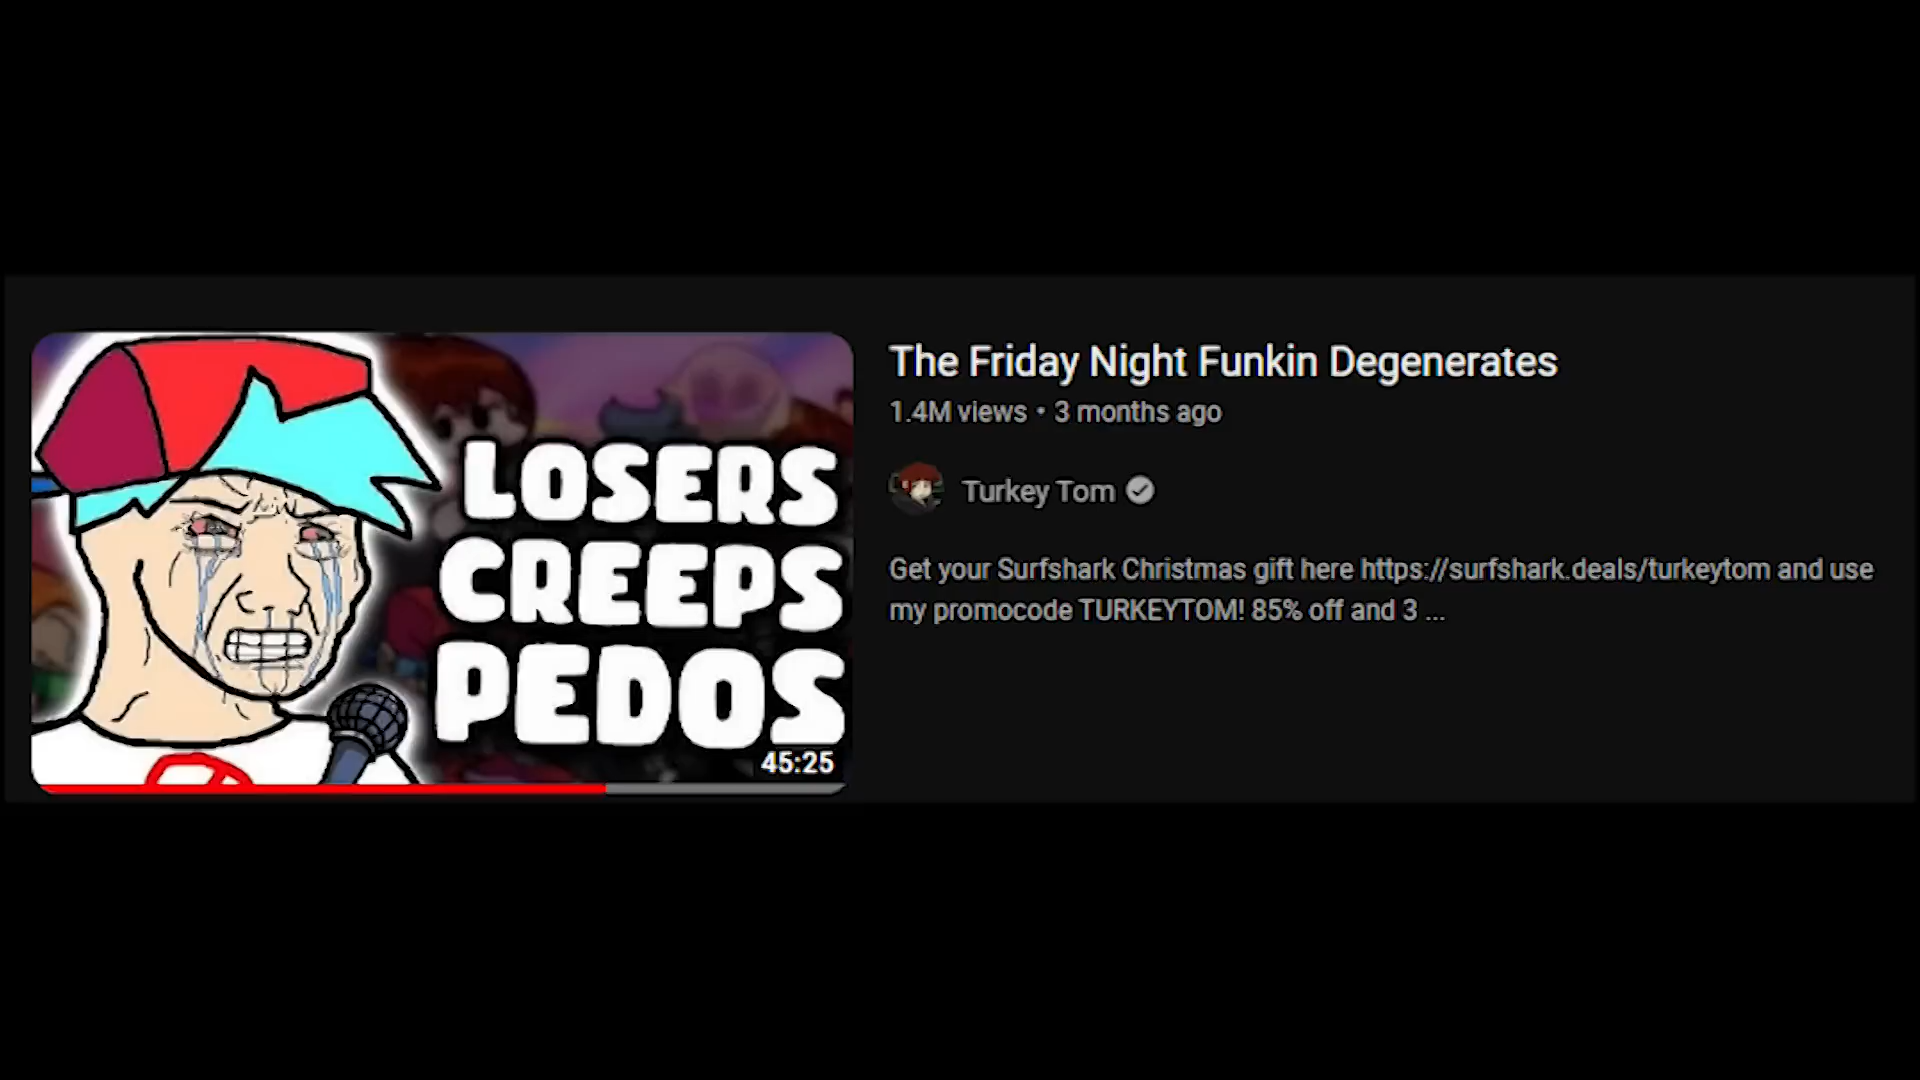 LOSERS
CREEPS
PEDOS
45:25
The Friday Night Funkin Degenerates
1.4M views • 3 months ago
Turkey Tom
Get your Surfshark Christmas gift here https://surfshark.deals/turkeytom and use
my promocode TURKEYTOM! 85% off and 3 ...